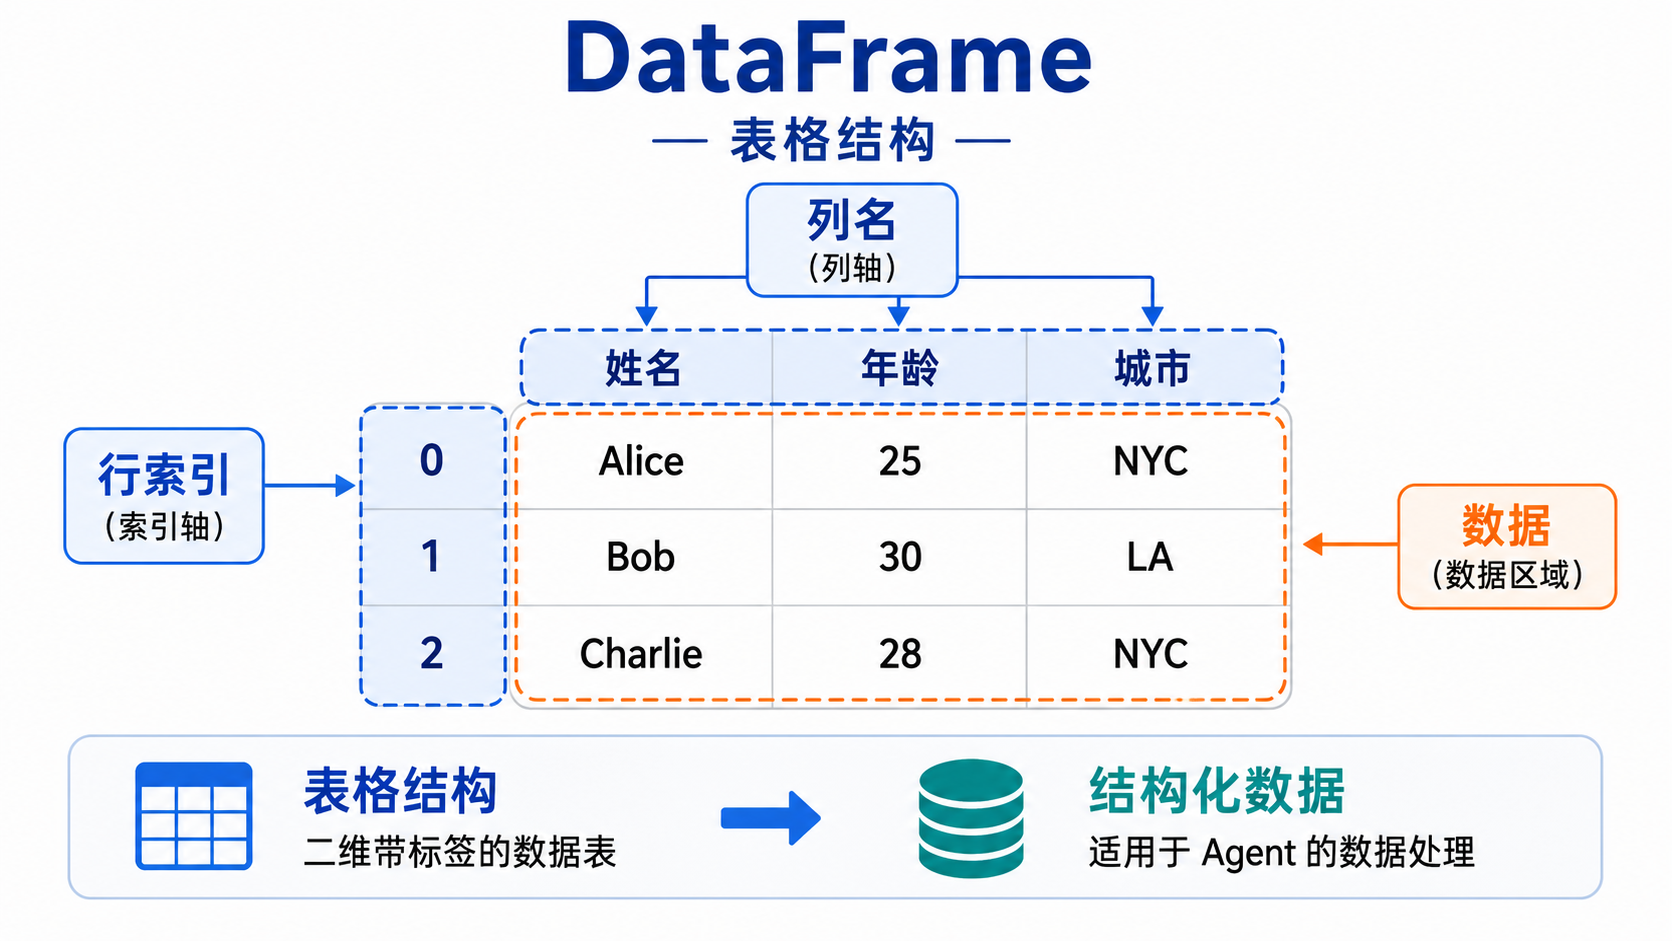 DataFrame
表格结构
列名
(列轴)
姓名 年龄 城市
行索引
(索引轴)
0 Alice 25 NYC
1 Bob 30 LA
2 Charlie 28 NYC
数据
(数据区域)
表格结构
二维带标签的数据表
结构化数据
适用于 Agent 的数据处理